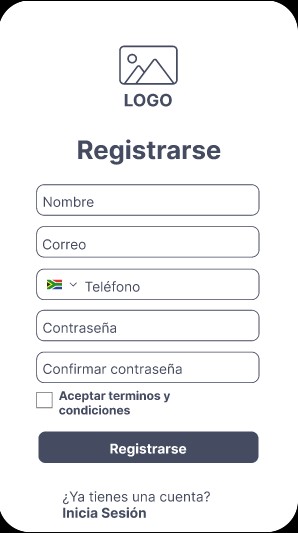 LOGO
Registrarse
Nombre
Correo
Teléfono
Contraseña
Confirmar contraseña
Aceptar terminos y
condiciones
Registrarse
¿Ya tienes una cuenta?
Inicia Sesión